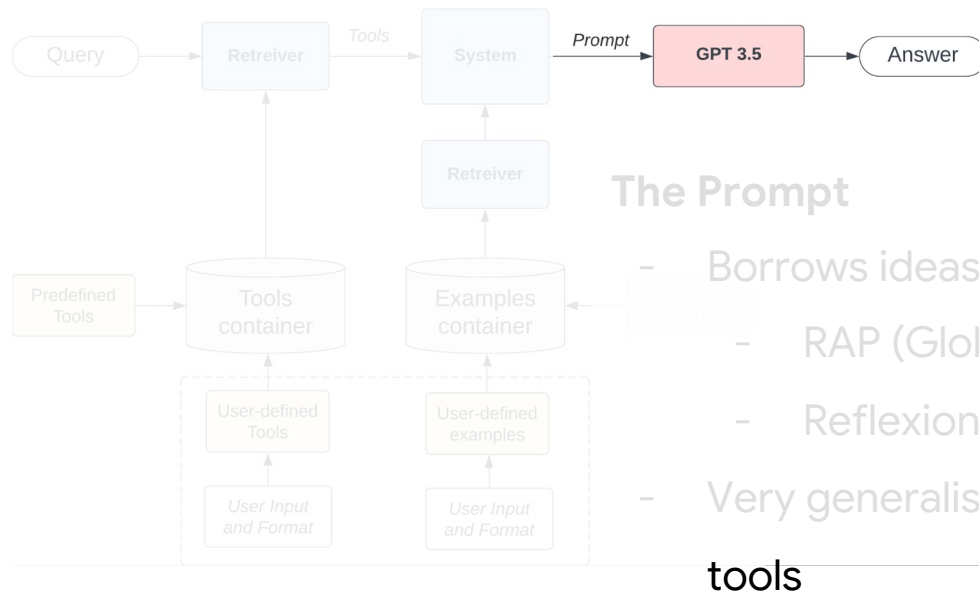 Query
Retreiver
Tools
System
Prompt
GPT 3.5
Answer
Retreiver
The Prompt
- Borrows ideas
Predefined
Tools
Tools
container
Examples
container
- RAP (Glol
- Reflexion
User-defined
Tools
User-defined
examples
- Very generalis
User Input
and Format
User Input
and Format
tools